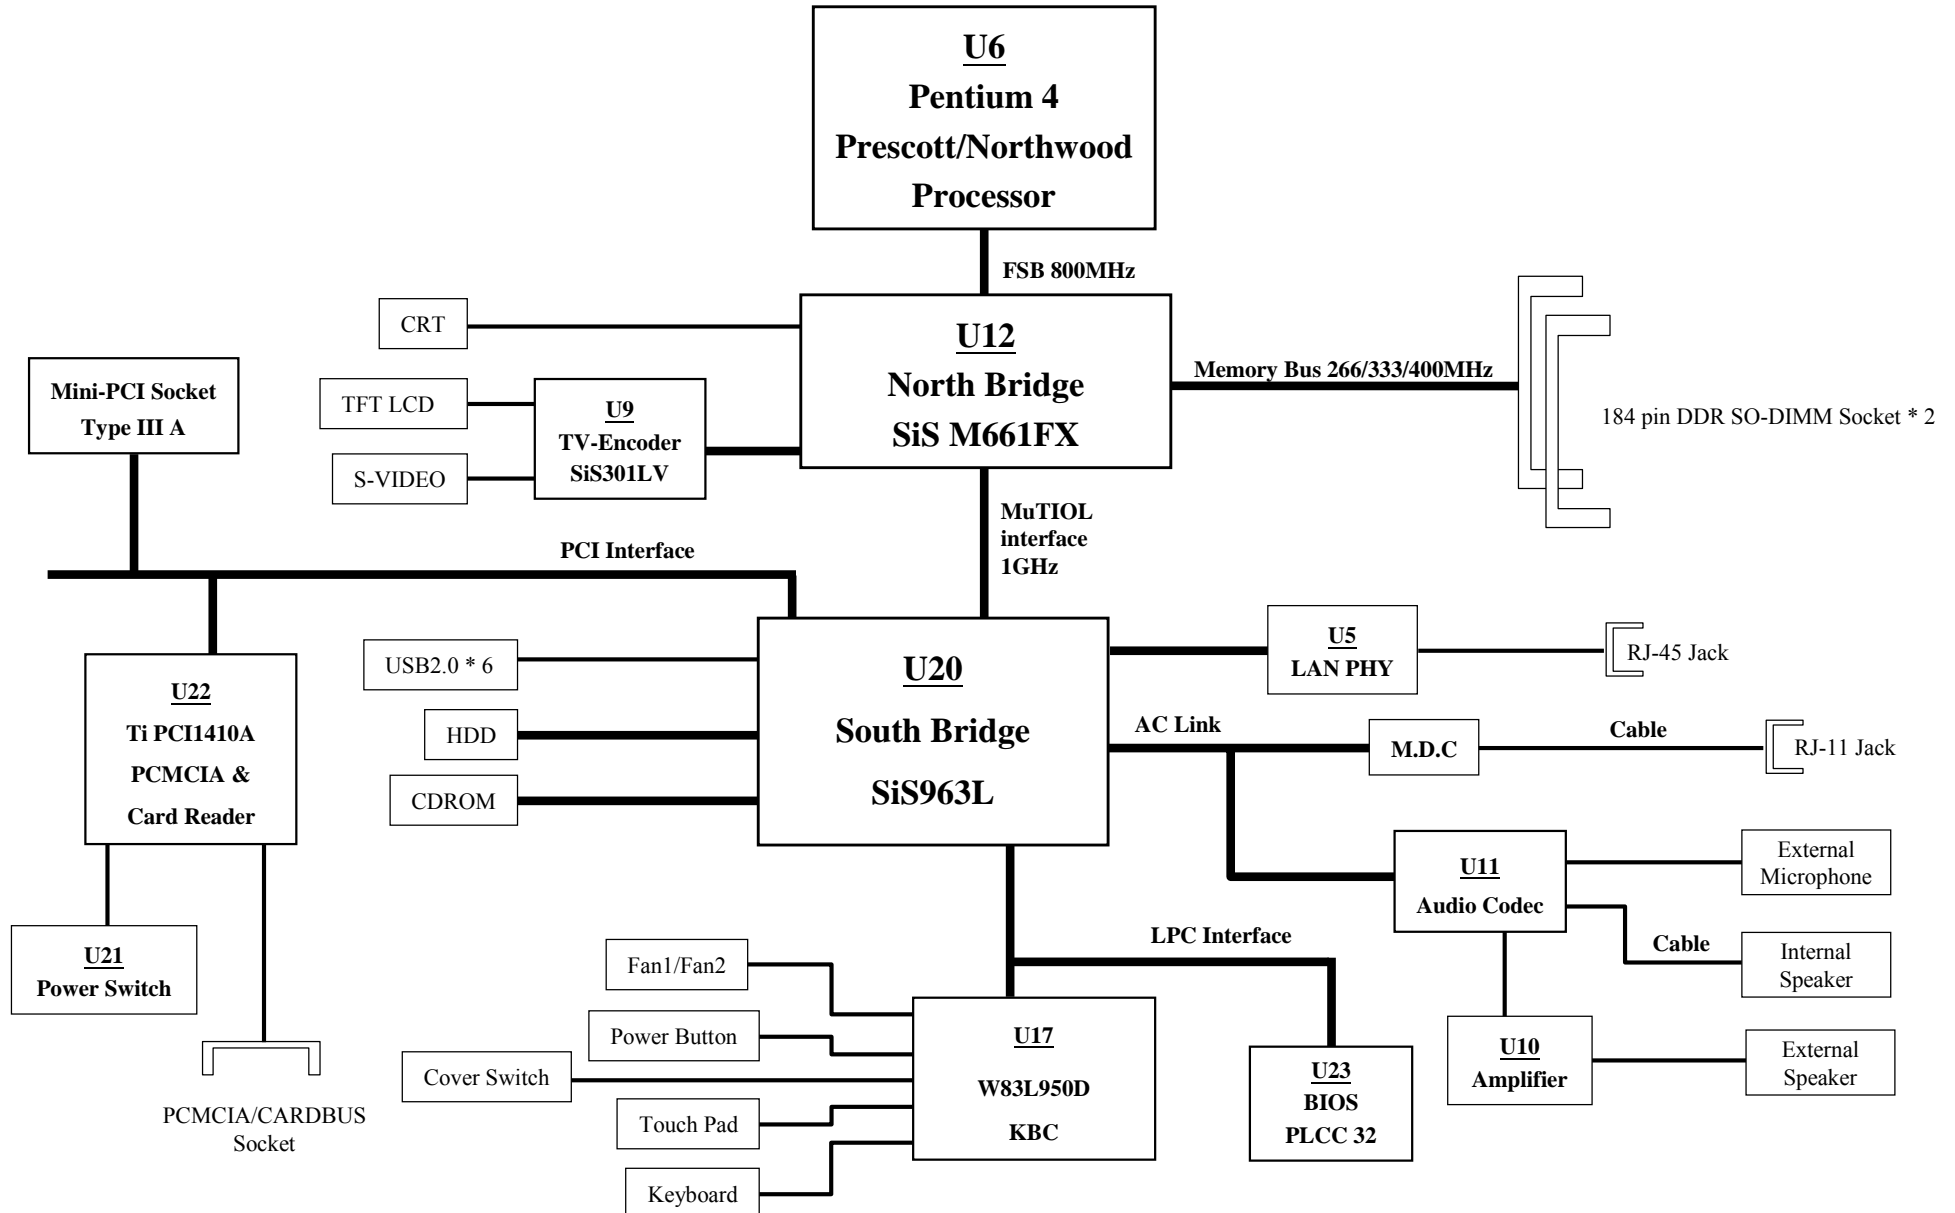 U6
Pentium 4
Prescott/Northwood
Processor
FSB 800MHz
CRT
U12
North Bridge
SiS M661FX
Memory Bus 266/333/400MHz
184 pin DDR SO-DIMM Socket * 2
Mini-PCI Socket
Type III A
TFT LCD
S-VIDEO
U9
TV-Encoder
SiS301LV
MuTIOL
interface
1GHz
PCI Interface
U22
Ti PCI1410A
PCMCIA &
Card Reader
USB2.0 * 6
HDD
CDROM
U20
South Bridge
SiS963L
U5
LAN PHY
RJ-45 Jack
AC Link
M.D.C
Cable
RJ-11 Jack
U11
Audio Codec
External
Microphone
Cable
Internal
Speaker
U10
Amplifier
External
Speaker
U21
Power Switch
PCMCIA/CARDBUS
Socket
LPC Interface
Fan1/Fan2
Power Button
Cover Switch
Touch Pad
Keyboard
U17
W83L950D
KBC
U23
BIOS
PLCC 32